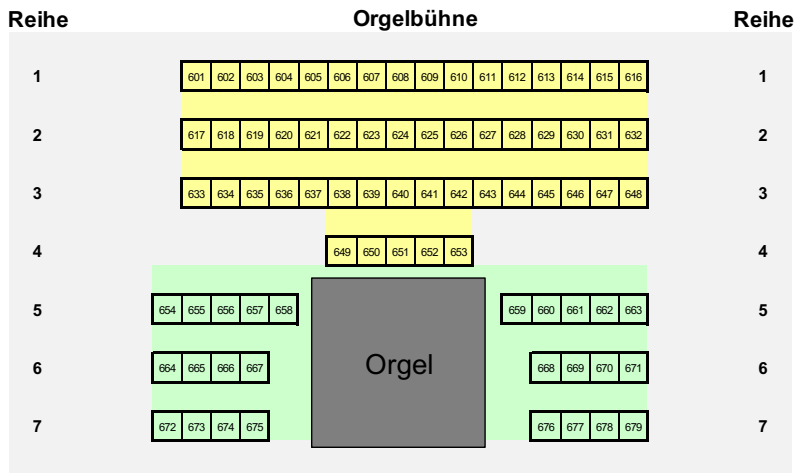 Reihe Orgelbühne Reihe
1 601 602 603 604 605 606 607 608 609 610 611 612 613 614 615 616 1
2 617 618 619 620 621 622 623 624 625 626 627 628 629 630 631 632 2
3 633 634 635 636 637 638 639 640 641 642 643 644 645 646 647 648 3
4 649 650 651 652 653 4
5 654 655 656 657 658 659 660 661 662 663 5
6 664 665 666 667 Orgel 668 669 670 671 6
7 672 673 674 675 676 677 678 679 7